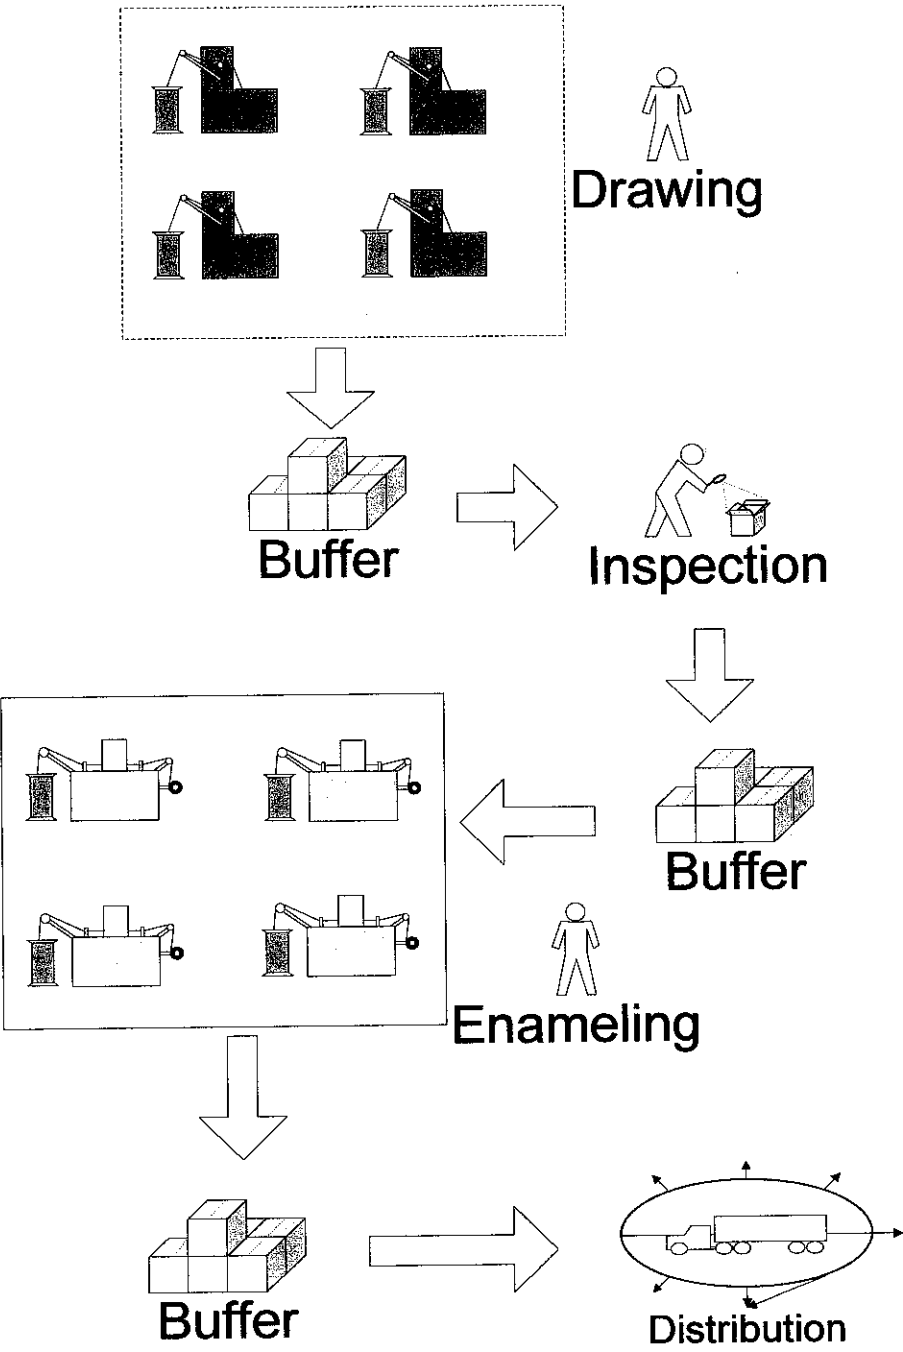 Drawing
Buffer
Inspection
Buffer
Enameling
Buffer
Distribution